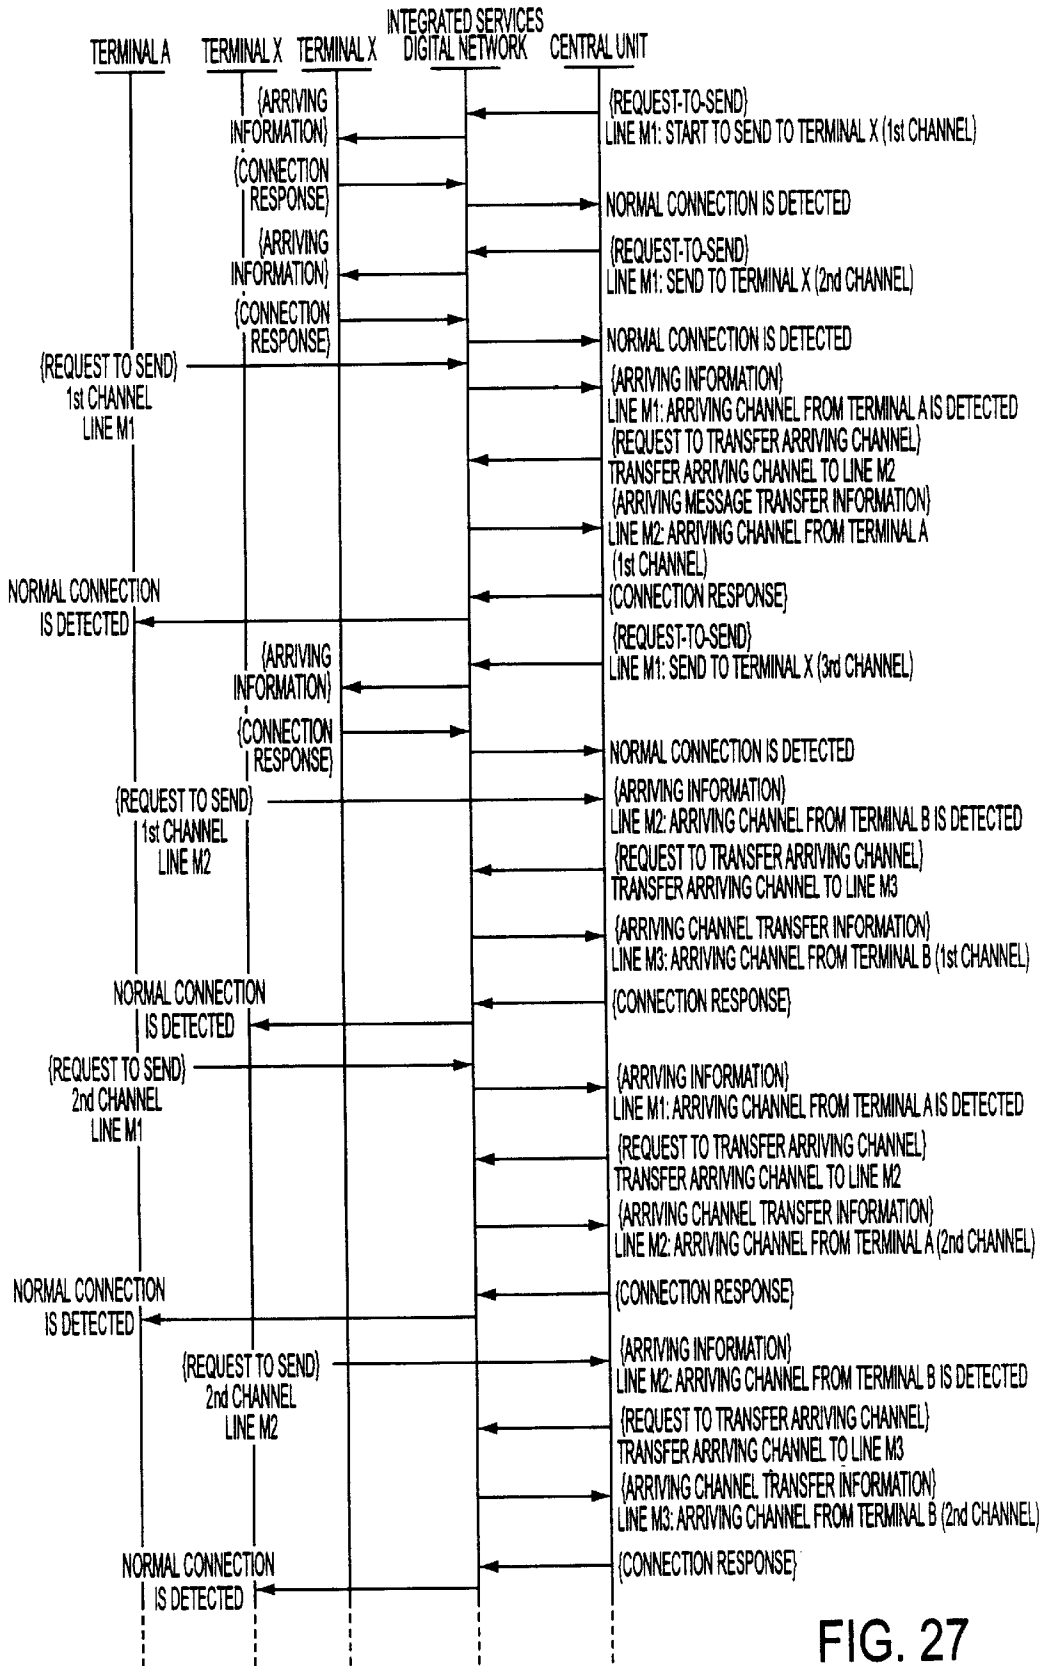 INTEGRATED SERVICES
TERMINAL A TERMINAL X TERMINAL X DIGITAL NETWORK CENTRAL UNIT
{ARRIVING
INFORMATION}
{REQUEST-TO-SEND}
LINE M1: START TO SEND TO TERMINAL X (1st CHANNEL)
{CONNECTION
RESPONSE}
NORMAL CONNECTION IS DETECTED
{ARRIVING
INFORMATION}
{REQUEST-TO-SEND}
LINE M1: SEND TO TERMINAL X (2nd CHANNEL)
{CONNECTION
RESPONSE}
NORMAL CONNECTION IS DETECTED
{REQUEST TO SEND}
1st CHANNEL
LINE M1
{ARRIVING INFORMATION}
LINE M1: ARRIVING CHANNEL FROM TERMINAL A IS DETECTED
{REQUEST TO TRANSFER ARRIVING CHANNEL}
TRANSFER ARRIVING CHANNEL TO LINE M2
{ARRIVING MESSAGE TRANSFER INFORMATION}
LINE M2: ARRIVING CHANNEL FROM TERMINAL A
(1st CHANNEL)
{CONNECTION RESPONSE}
NORMAL CONNECTION
IS DETECTED
{REQUEST-TO-SEND}
LINE M1: SEND TO TERMINAL X (3rd CHANNEL)
{ARRIVING
INFORMATION}
{CONNECTION
RESPONSE}
NORMAL CONNECTION IS DETECTED
{REQUEST TO SEND}
1st CHANNEL
LINE M2
{ARRIVING INFORMATION}
LINE M2: ARRIVING CHANNEL FROM TERMINAL B IS DETECTED
{REQUEST TO TRANSFER ARRIVING CHANNEL}
TRANSFER ARRIVING CHANNEL TO LINE M3
{ARRIVING CHANNEL TRANSFER INFORMATION}
LINE M3: ARRIVING CHANNEL FROM TERMINAL B (1st CHANNEL)
{CONNECTION RESPONSE}
NORMAL CONNECTION
IS DETECTED
{REQUEST TO SEND}
2nd CHANNEL
LINE M1
{ARRIVING INFORMATION}
LINE M1: ARRIVING CHANNEL FROM TERMINAL A IS DETECTED
{REQUEST TO TRANSFER ARRIVING CHANNEL}
TRANSFER ARRIVING CHANNEL TO LINE M2
{ARRIVING CHANNEL TRANSFER INFORMATION}
LINE M2: ARRIVING CHANNEL FROM TERMINAL A (2nd CHANNEL)
{CONNECTION RESPONSE}
NORMAL CONNECTION
IS DETECTED
{REQUEST TO SEND}
2nd CHANNEL
LINE M2
{ARRIVING INFORMATION}
LINE M2: ARRIVING CHANNEL FROM TERMINAL B IS DETECTED
{REQUEST TO TRANSFER ARRIVING CHANNEL}
TRANSFER ARRIVING CHANNEL TO LINE M3
{ARRIVING CHANNEL TRANSFER INFORMATION}
LINE M3: ARRIVING CHANNEL FROM TERMINAL B (2nd CHANNEL)
{CONNECTION RESPONSE}
NORMAL CONNECTION
IS DETECTED
FIG. 27